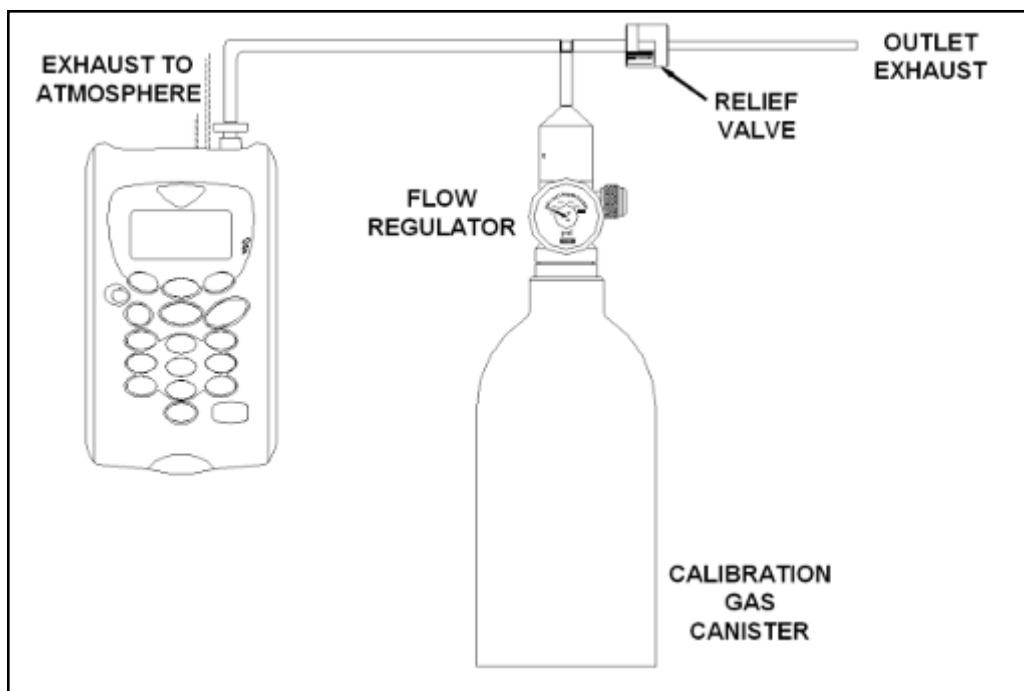 EXHAUST TO
ATMOSPHERE
OUTLET
EXHAUST
RELIEF
VALVE
FLOW
REGULATOR
CALIBRATION
GAS
CANISTER